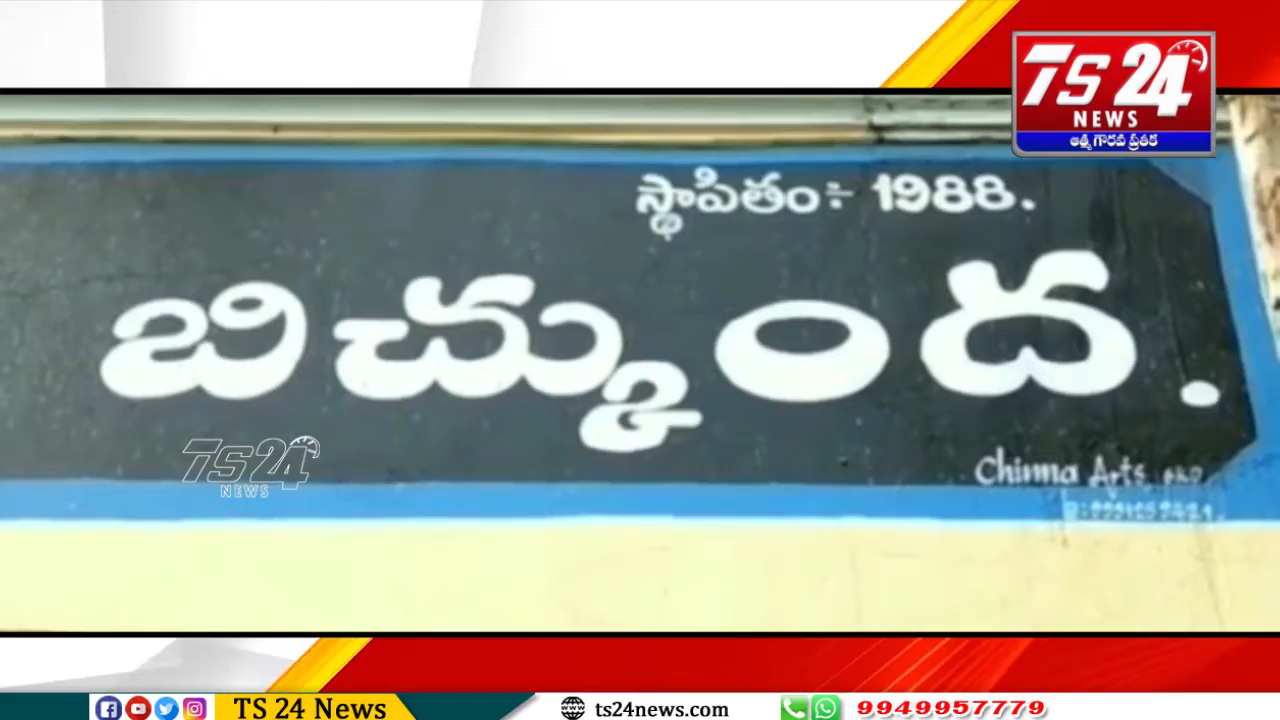 TS 24
NEWS
ఆత్మ గౌరవ ప్రతీక
స్థాపితం:- 1988.
బిచ్కుంద.
TS 24
NEWS
Chinna Arts
TS 24 News
ts24news.com
9949957779